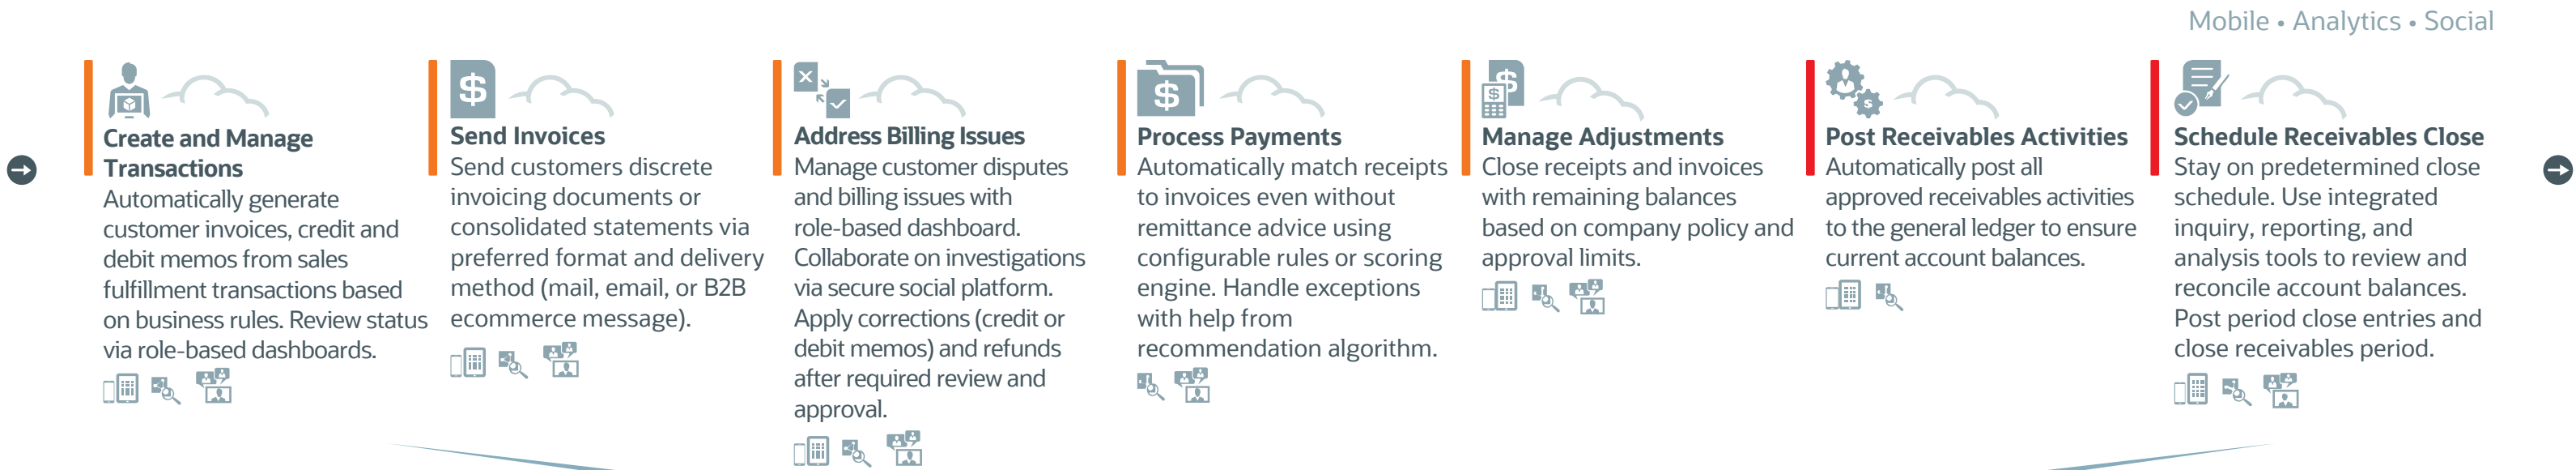 Mobile • Analytics • Social
Create and Manage
Transactions
Automatically generate
customer invoices, credit and
debit memos from sales
fulfillment transactions based
on business rules. Review status
via role-based dashboards.
Send Invoices
Send customers discrete
invoicing documents or
consolidated statements via
preferred format and delivery
method (mail, email, or B2B
ecommerce message).
Address Billing Issues
Manage customer disputes
and billing issues with
role-based dashboard.
Collaborate on investigations
via secure social platform.
Apply corrections (credit or
debit memos) and refunds
after required review and
approval.
Process Payments
Automatically match receipts
to invoices even without
remittance advice using
configurable rules or scoring
engine. Handle exceptions
with help from
recommendation algorithm.
Manage Adjustments
Close receipts and invoices
with remaining balances
based on company policy and
approval limits.
Post Receivables Activities
Automatically post all
approved receivables activities
to the general ledger to ensure
current account balances.
Schedule Receivables Close
Stay on predetermined close
schedule. Use integrated
inquiry, reporting, and
analysis tools to review and
reconcile account balances.
Post period close entries and
close receivables period.